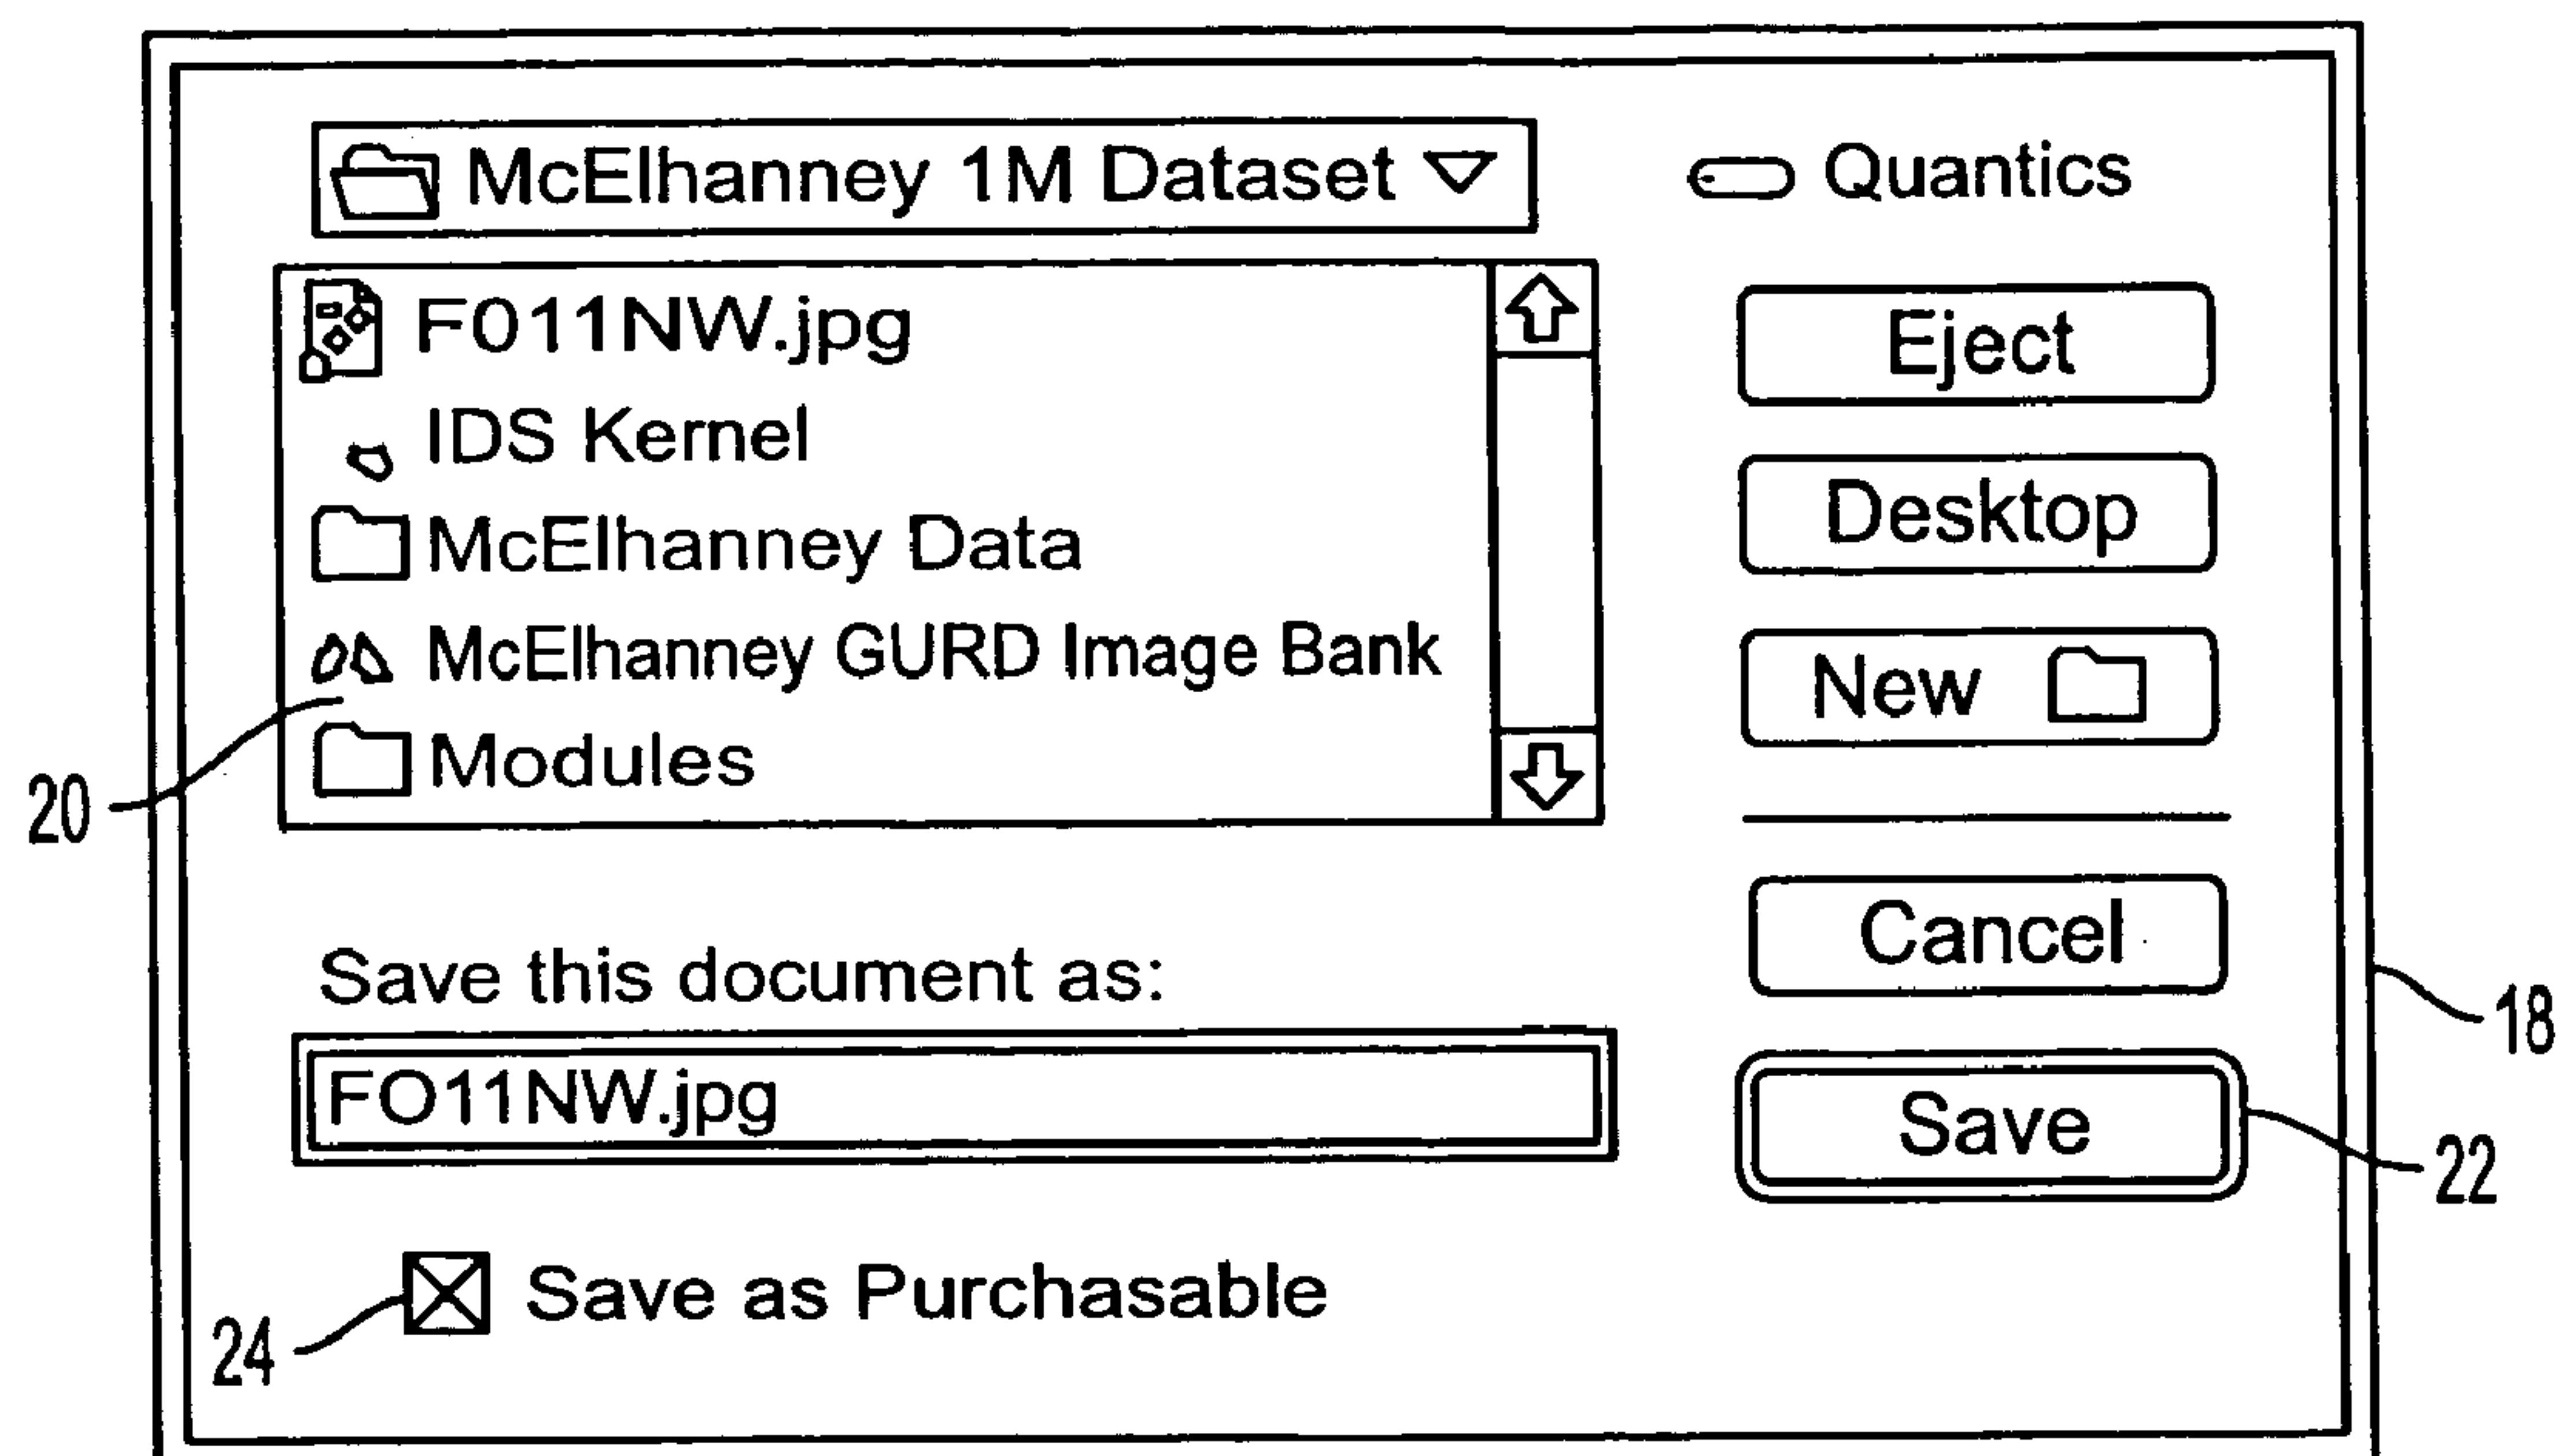 McElhanney 1M Dataset
Quantics
F011NW.jpg
IDS Kernel
McElhanney Data
McElhanney GURD Image Bank
Modules
Eject
Desktop
New
Cancel
Save this document as:
FO11NW.jpg
Save
Save as Purchasable
20
18
22
24